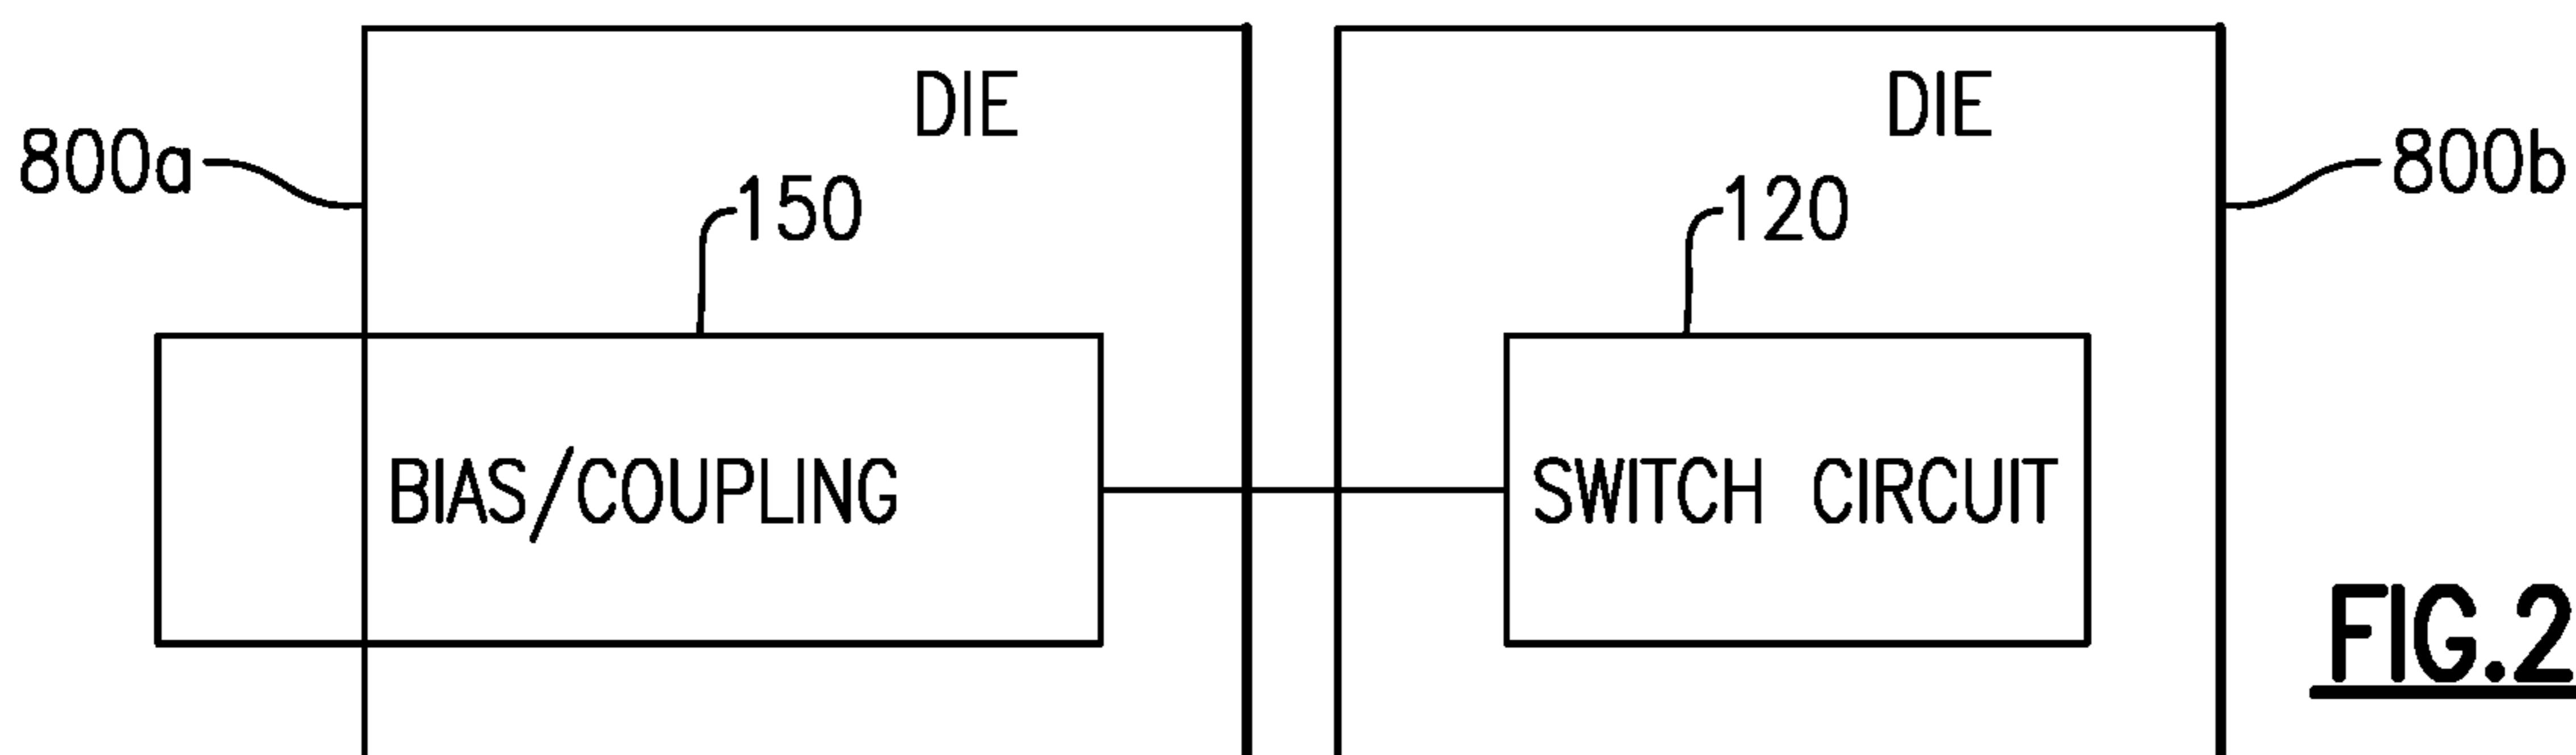 DIE
DIE
800a
150
120
800b
BIAS/COUPLING
SWITCH CIRCUIT
FIG.2